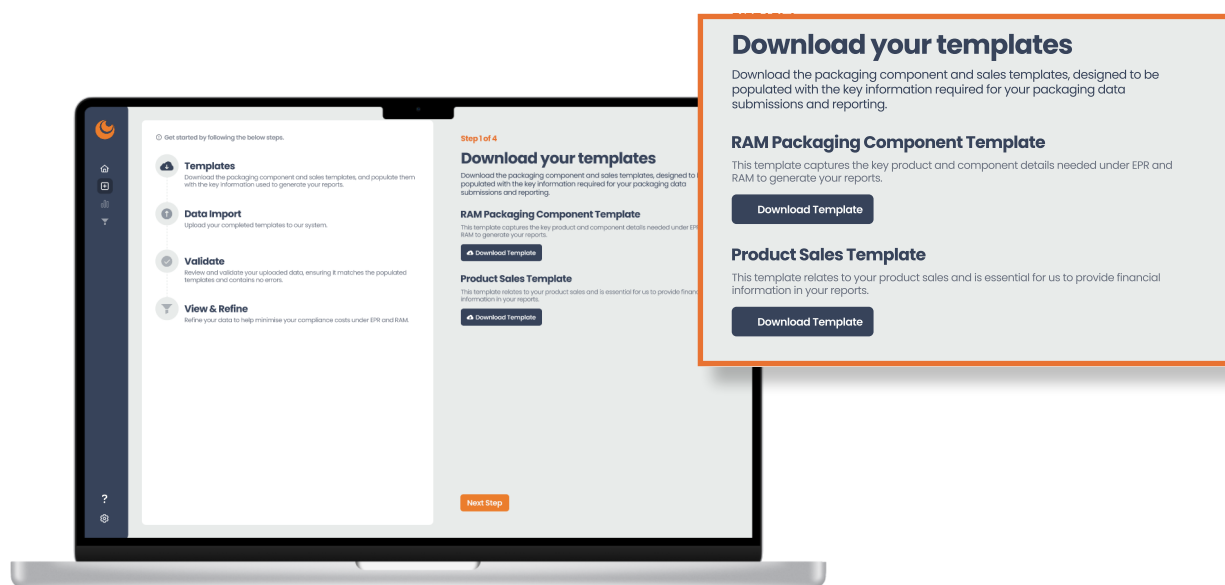 Get started by following the below steps.
Templates
Download the packaging component and sales templates, and populate them
with the key information used to generate your reports.
Data Import
Upload your completed templates to our system.
Validate
Review and validate your uploaded data, ensuring it matches the populated
templates and contains no errors.
View & Refine
Refine your data to help minimise your compliance costs under EPR and RAM.
?
Step 1 of 4
Download your templates
Download the packaging component and sales templates, designed to
populated with the key information required for your packaging data
submissions and reporting.
RAM Packaging Component Template
This template captures the key product and component details needed under EPR
RAM to generate your reports.
Download Template
Product Sales Template
This template relates to your product sales and is essential for us to provide
information in your reports.
Download Template
Next Step
Download your templates
Download the packaging component and sales templates, designed to be
populated with the key information required for your packaging data
submissions and reporting.
RAM Packaging Component Template
This template captures the key product and component details needed under EPR and
RAM to generate your reports.
Download Template
Product Sales Template
This template relates to your product sales and is essential for us to provide financial
information in your reports.
Download Template